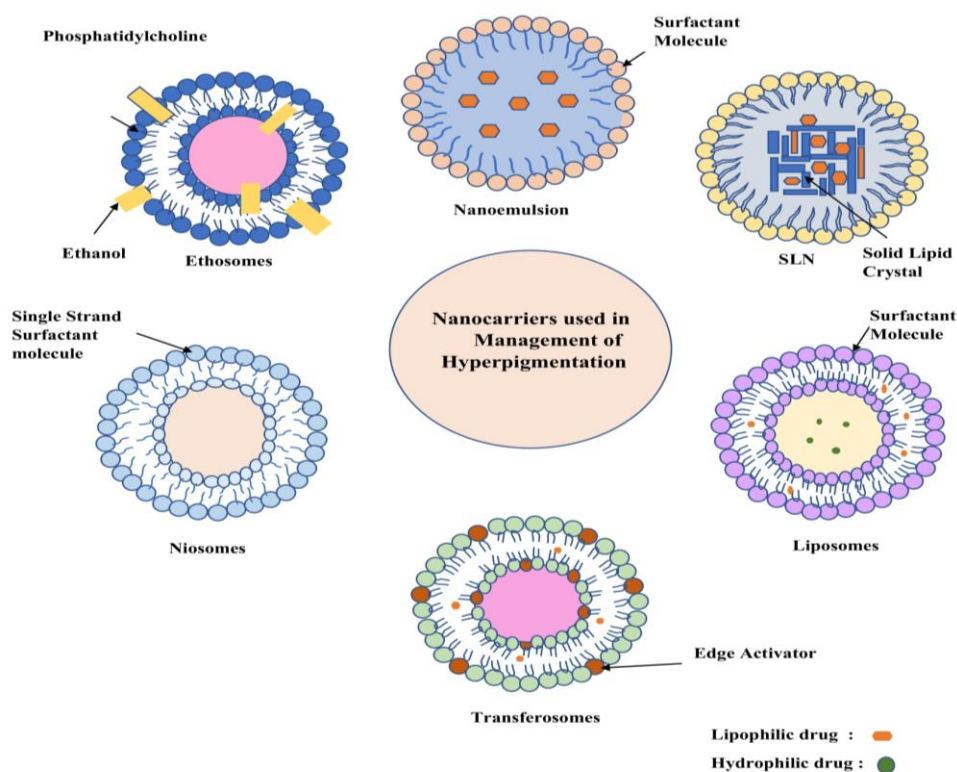 Phosphatidylcholine
Surfactant
Molecule
Nanoemulsion
Ethanol
Ethosomes
SLN
Solid Lipid
Crystal
Single Strand
Surfactant
molecule
Nanocarriers used in
Management of
Hyperpigmentation
Surfactant
Molecule
Niosomes
Liposomes
Edge Activator
Transferosomes
Lipophilic drug :
Hydrophilic drug :